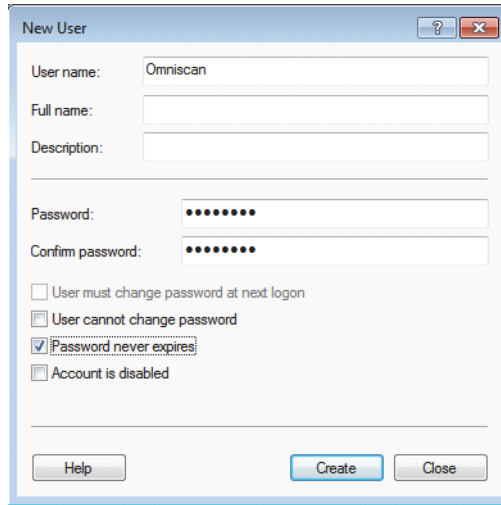 New User
User name: Omniscan
Full name:
Description:
Password: ●●●●●●●●
Confirm password: ●●●●●●●●
User must change password at next logon
User cannot change password
Password never expires
Account is disabled
Help Create Close